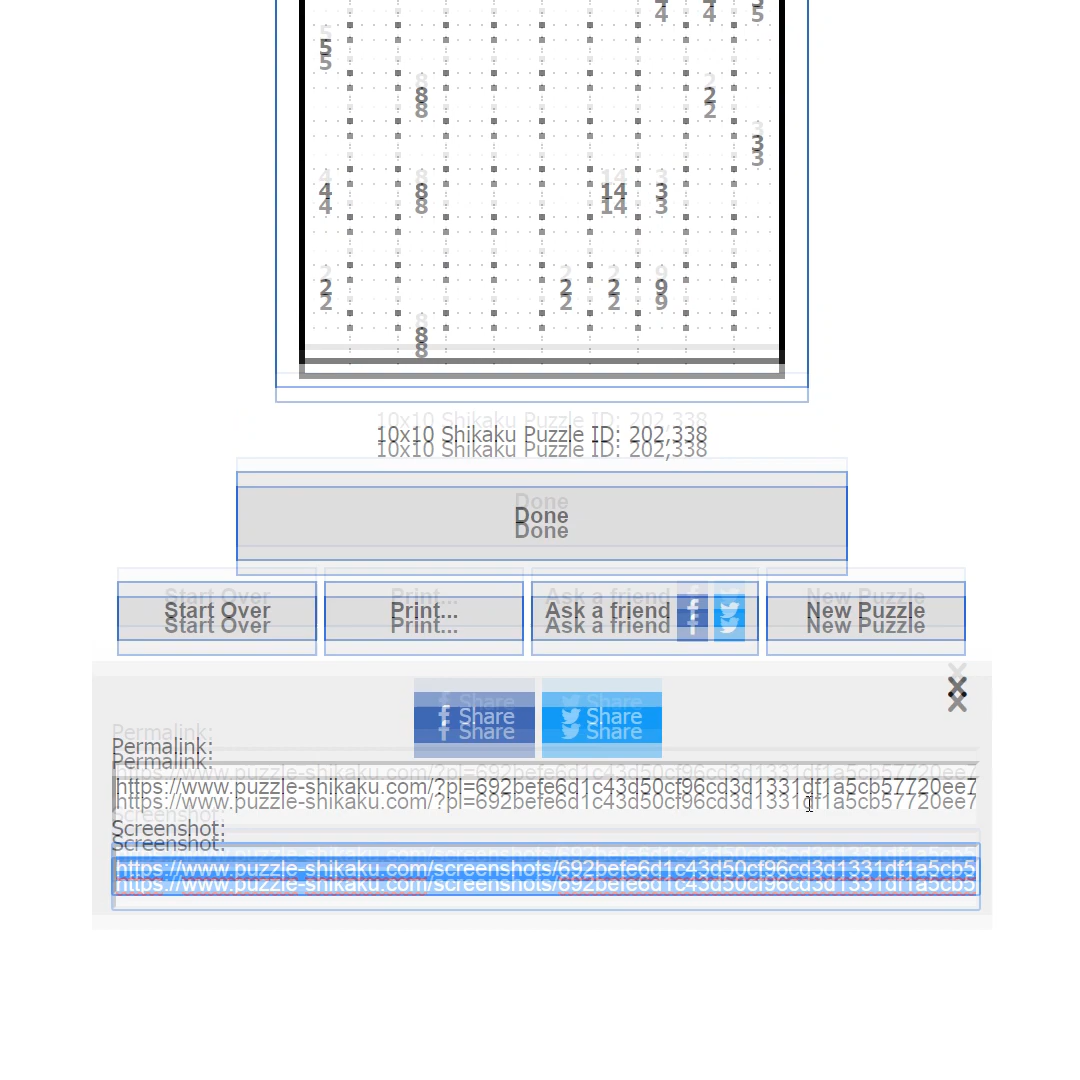 4 4 5
5
8 2
3
4 8 14 3
2 2 2 9
8
10x10 Shikaku Puzzle ID: 202,338
Done
Start Over Print... Ask a friend New Puzzle
Share Share
Permalink:
https://www.puzzle-shikaku.com/?pl=692befe6d1c43d50cf96cd3d1331df1a5cb57720ee7
Screenshot:
https://www.puzzle-shikaku.com/screenshots/692befe6d1c43d50cf96cd3d1331df1a5cb5